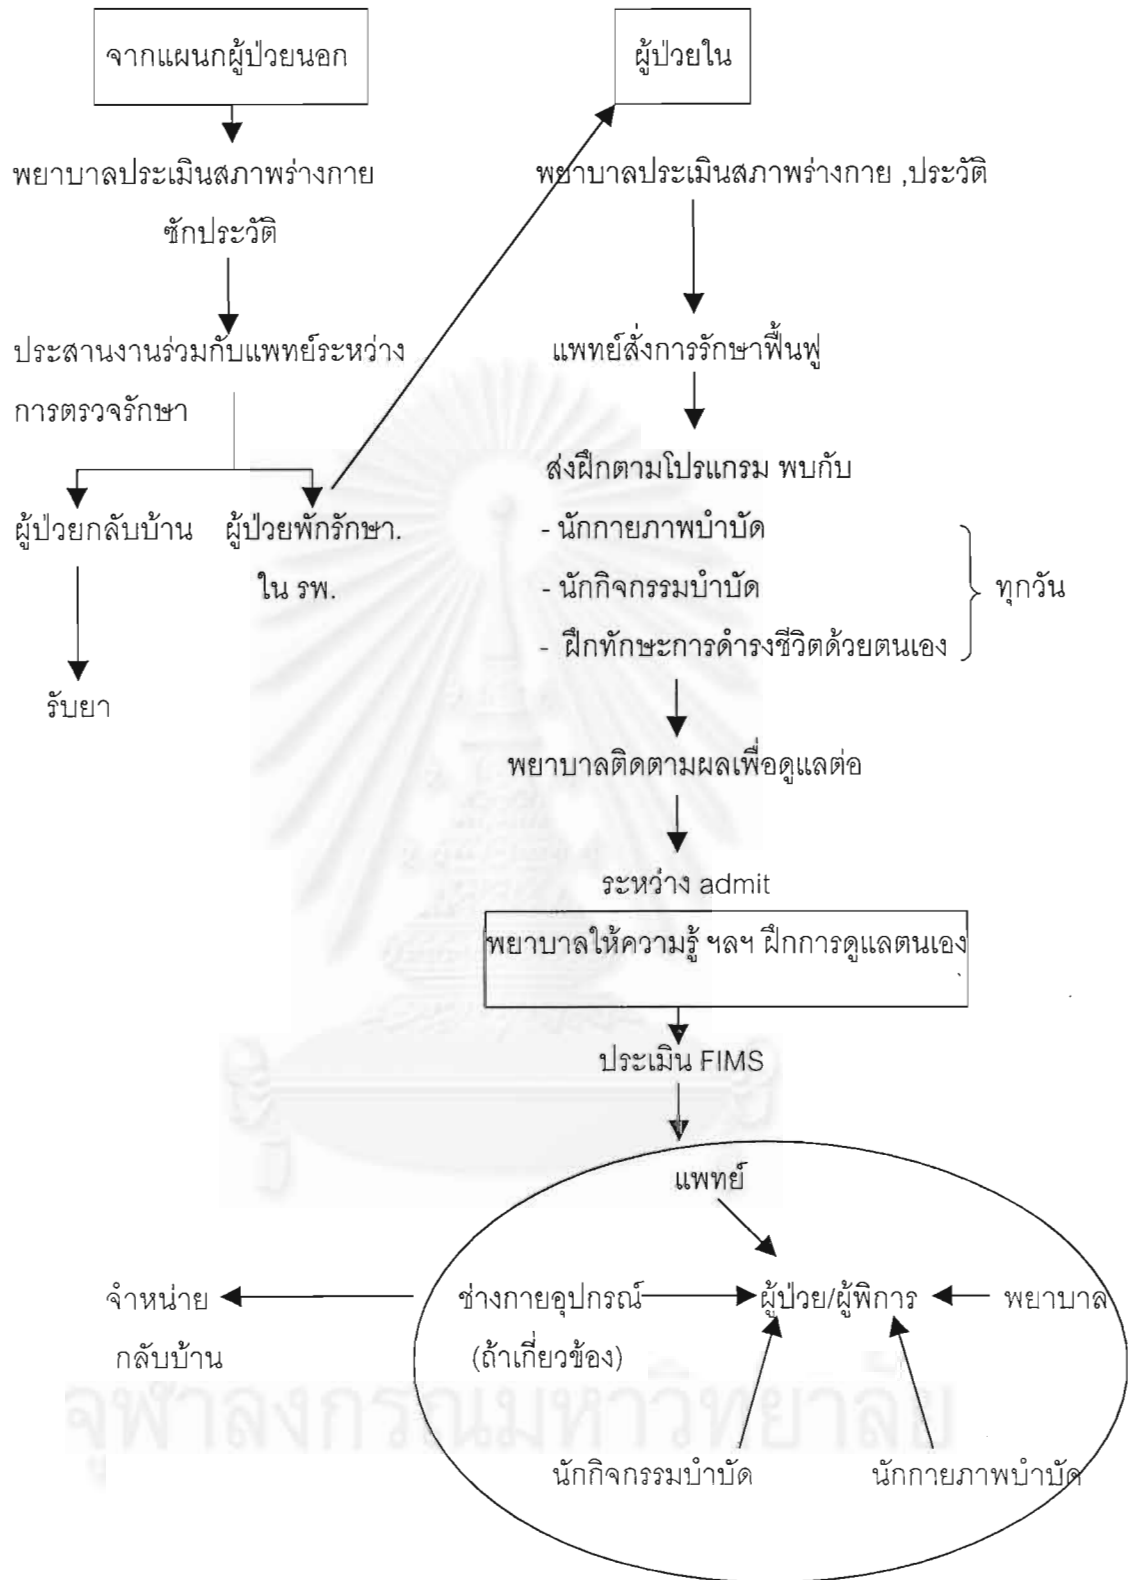 จากแผนกผู้ป่วยนอก
พยาบาลประเมินสภาพร่างกาย
ซักประวัติ
ประสานงานร่วมกับแพทย์ระหว่าง
การตรวจรักษา
ผู้ป่วยกลับบ้าน
ผู้ป่วยพักรักษา.
ใน รพ.
รับยา
ผู้ป่วยใน
พยาบาลประเมินสภาพร่างกาย ,ประวัติ
แพทย์สั่งการรักษาฟื้นฟู
ส่งฝึกตามโปรแกรม พบกับ
- นักกายภาพบำบัด
- นักกิจกรรมบำบัด
- ฝึกทักษะการดำรงชีวิตด้วยตนเอง
ทุกวัน
พยาบาลติดตามผลเพื่อดูแลต่อ
ระหว่าง admit
พยาบาลให้ความรู้ ฯลฯ ฝึกการดูแลตนเอง
ประเมิน FIMS
แพทย์
จำหน่าย
กลับบ้าน
ช่างกายอุปกรณ์
(ถ้าเกี่ยวข้อง)
ผู้ป่วย/ผู้พิการ
พยาบาล
นักกิจกรรมบำบัด
นักกายภาพบำบัด
จุฬาลงกรณ์มหาวิทยาลัย